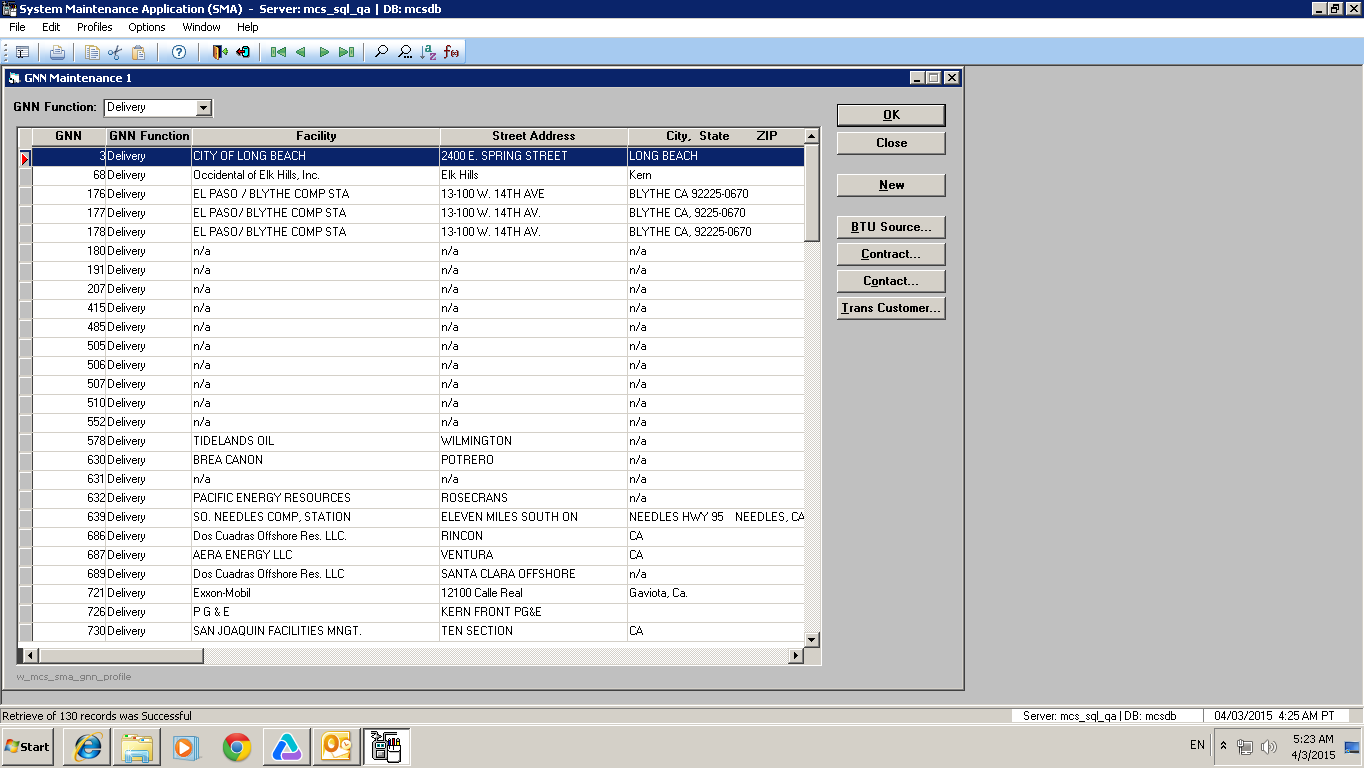 System Maintenance Application (SMA) - Server: mcs_sql_qa | DB: mcsdb
File Edit Profiles Options Window Help
GNN Maintenance 1
GNN Function: Delivery
OK
Close
New
BTU Source...
Contract...
Contact...
Trans Customer...
GNN GNN Function Facility Street Address City, State ZIP
3 Delivery CITY OF LONG BEACH 2400 E. SPRING STREET LONG BEACH
68 Delivery Occidental of Elk Hills, Inc. Elk Hills Kern
176 Delivery EL PASO / BLYTHE COMP STA 13-100 W. 14TH AVE BLYTHE CA 92225-0670
177 Delivery EL PASO/ BLYTHE COMP STA 13-100 W. 14TH AV. BLYTHE CA, 9225-0670
178 Delivery EL PASO/ BLYTHE COMP STA 13-100 W. 14TH AV. BLYTHE CA, 92225-0670
180 Delivery n/a n/a n/a
191 Delivery n/a n/a n/a
207 Delivery n/a n/a n/a
415 Delivery n/a n/a n/a
485 Delivery n/a n/a n/a
505 Delivery n/a n/a n/a
506 Delivery n/a n/a n/a
507 Delivery n/a n/a n/a
510 Delivery n/a n/a n/a
552 Delivery n/a n/a n/a
578 Delivery TIDELANDS OIL WILMINGTON n/a
630 Delivery BREA CANON POTRERO n/a
631 Delivery n/a n/a n/a
632 Delivery PACIFIC ENERGY RESOURCES ROSECRANS n/a
639 Delivery SO. NEEDLES COMP, STATION ELEVEN MILES SOUTH ON NEEDLES HWY 95 NEEDLES, CA
686 Delivery Dos Cuadras Offshore Res. LLC. RINCON CA
687 Delivery AERA ENERGY LLC VENTURA CA
689 Delivery Dos Cuadras Offshore Res. LLC SANTA CLARA OFFSHORE n/a
721 Delivery Exxon-Mobil 12100 Calle Real Gaviota, Ca.
726 Delivery P G & E KERN FRONT PG&E
730 Delivery SAN JOAQUIN FACILITIES MNGT. TEN SECTION CA
w_mcs_sma_gnn_profile
Retrieve of 130 records was Successful Server: mcs_sql_qa | DB: mcsdb 04/03/2015 4:25 AM PT
Start EN 5:23 AM
4/3/2015